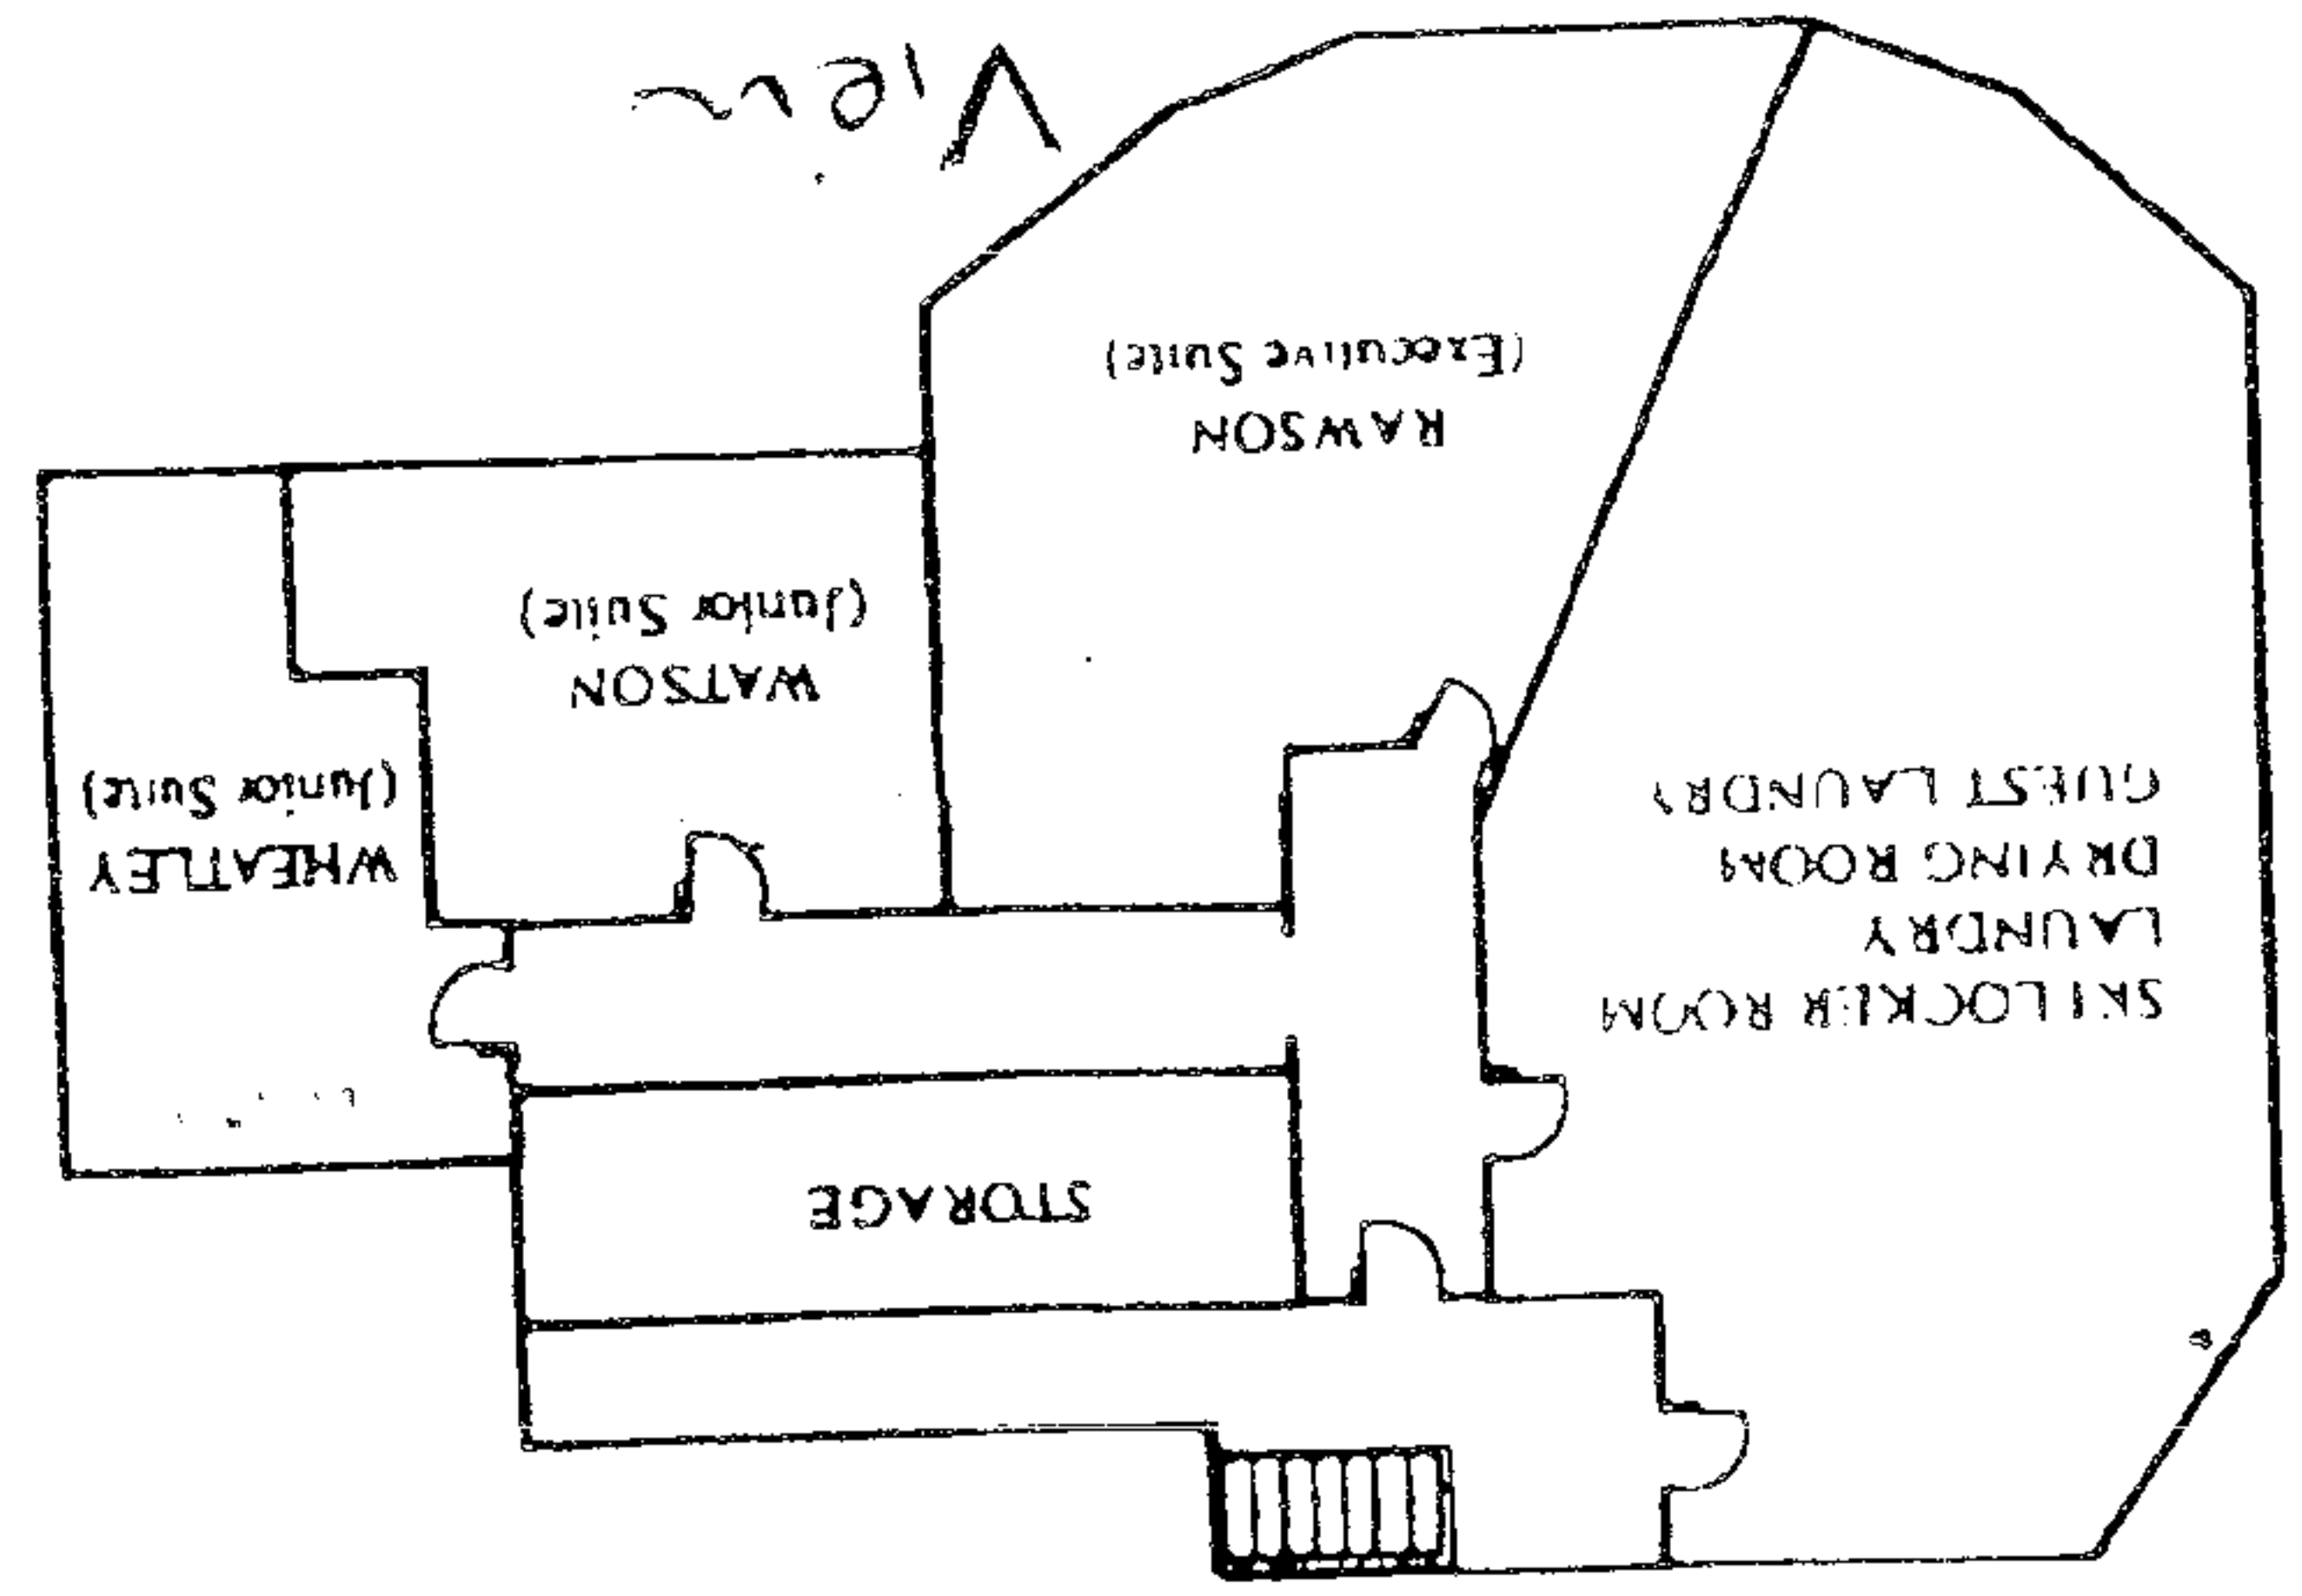 SKI LOCKER ROOM
LAUNDRY
DRYING ROOM
GUEST LAUNDRY
STORAGE
WHEATLEY
(Junior Suite)
WATSON
(Junior Suite)
RAWSON
(Executive Suite)
View